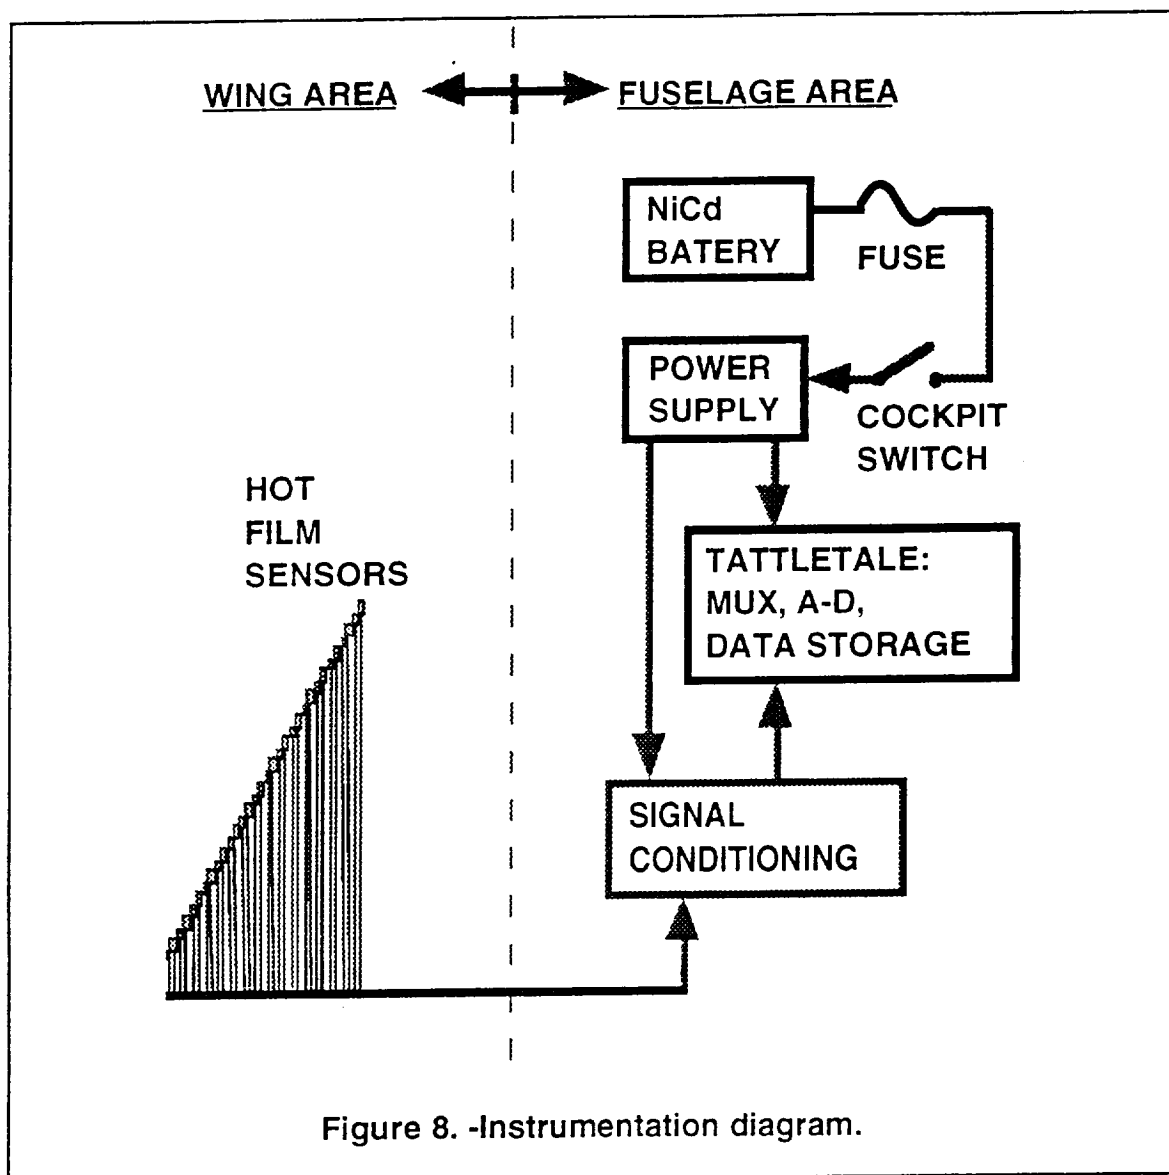 WING AREA
FUSELAGE AREA
NiCd
BATERY
FUSE
POWER
SUPPLY
COCKPIT
SWITCH
HOT
FILM
SENSORS
TATTLETALE:
MUX, A-D,
DATA STORAGE
SIGNAL
CONDITIONING
Figure 8. -Instrumentation diagram.